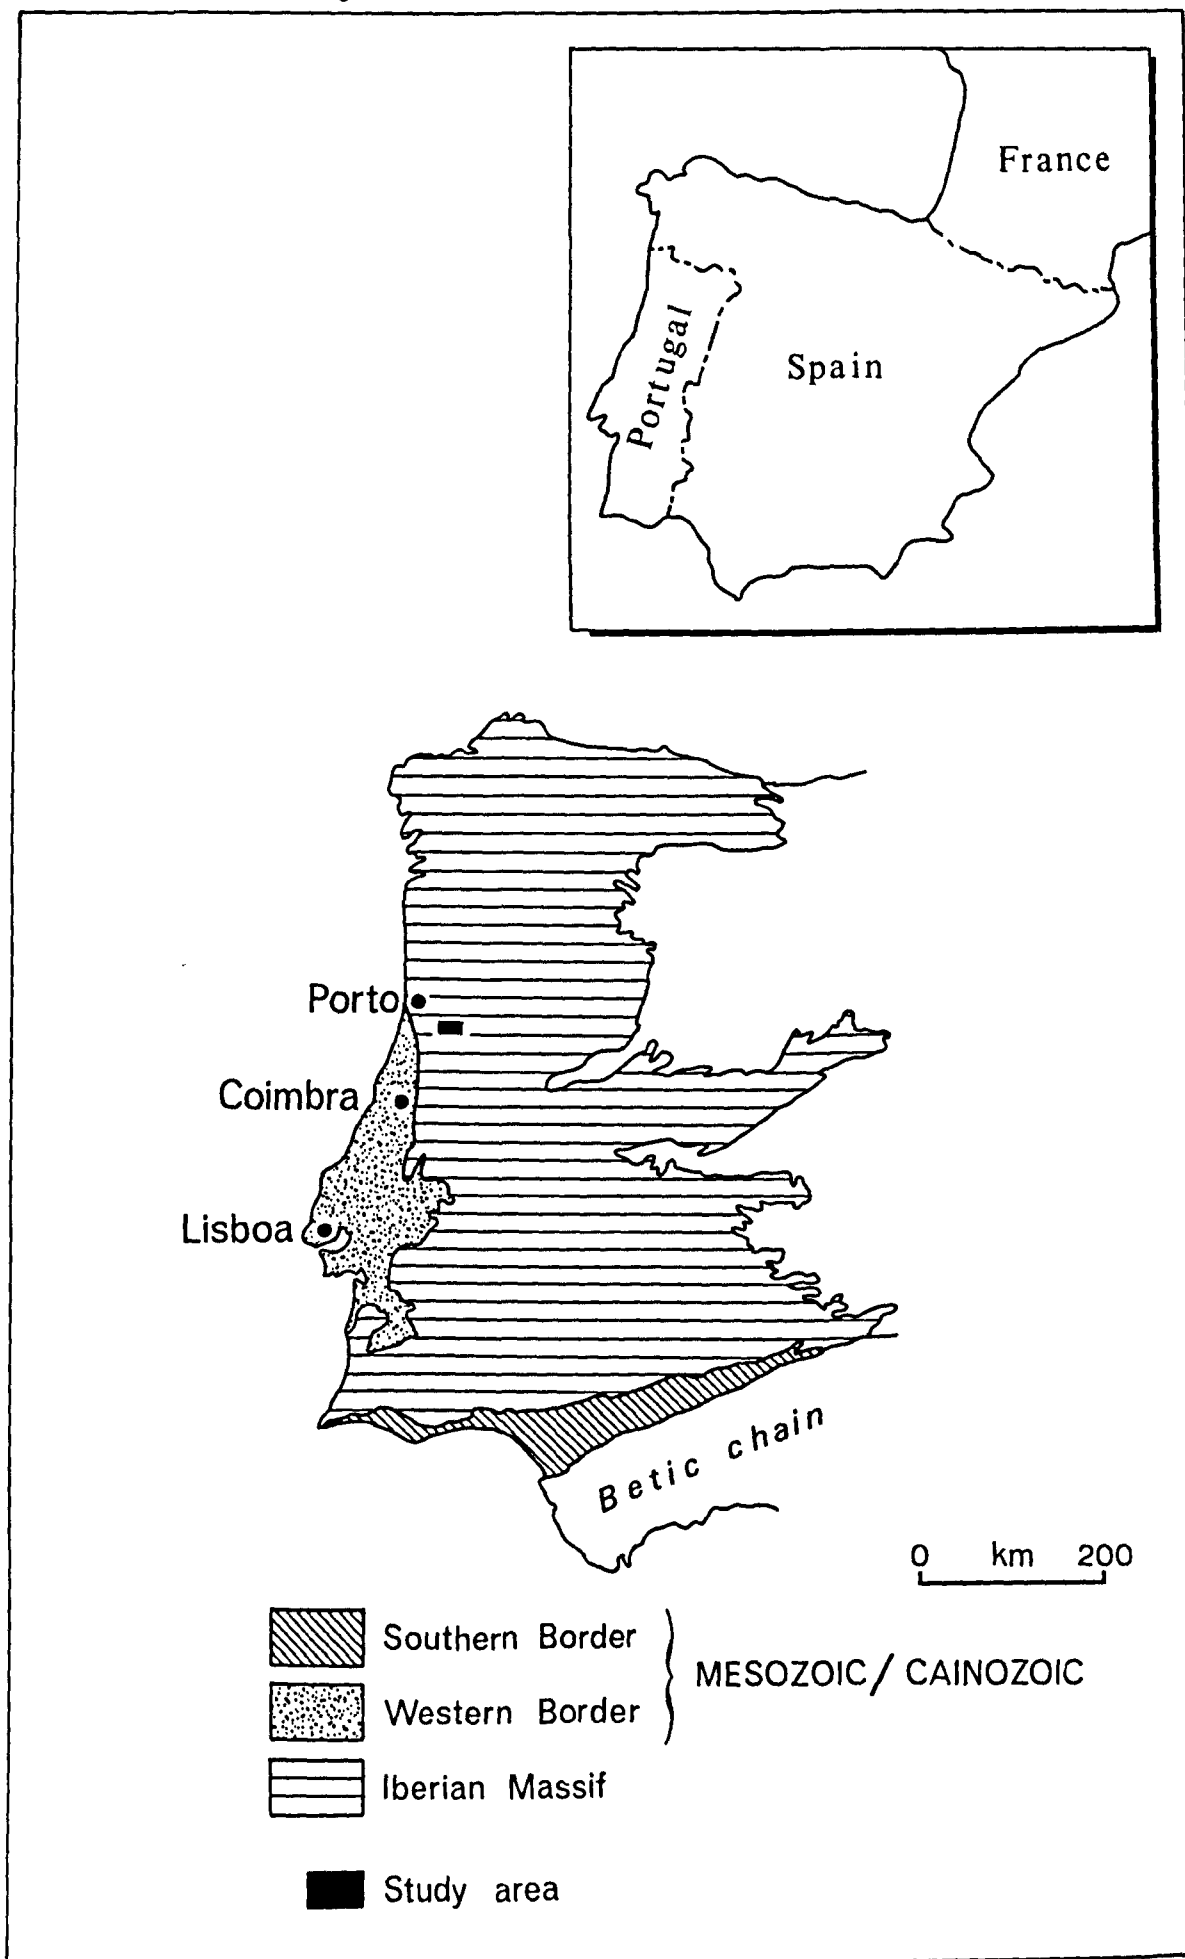 France
Spain
Portugal
Porto
Coimbra
Lisboa
Betic chain
0 km 200
Southern Border
Western Border
MESOZOIC/ CAINOZOIC
Iberian Massif
Study area